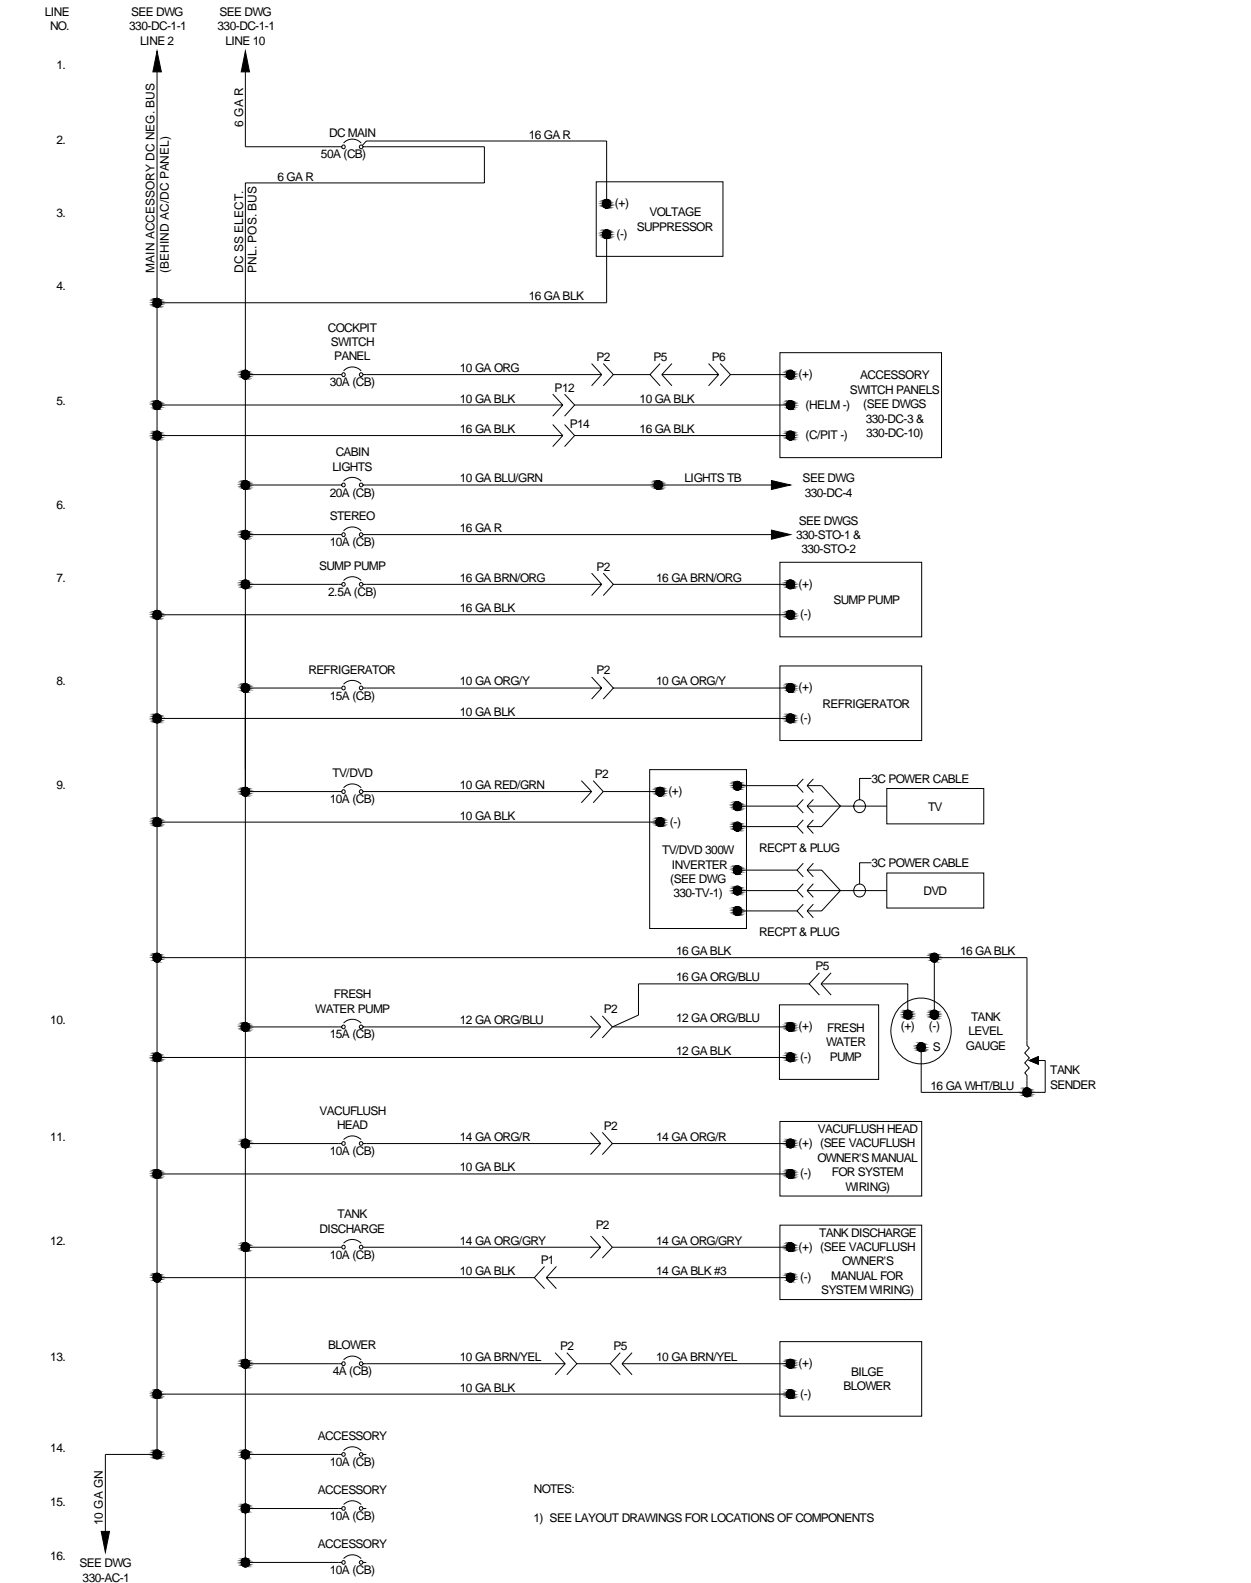 LINE
NO.
SEE DWG
330-DC-1-1
LINE 2
SEE DWG
330-DC-1-1
LINE 10
1.
MAIN ACCESSORY DC NEG. BUS
(BEHIND AC/DC PANEL)
6 GA R
2.
DC MAIN
50A (CB)
16 GA R
6 GA R
DC SS ELECT.
PNL. POS. BUS
3.
(+)
(-)
VOLTAGE
SUPPRESSOR
4.
16 GA BLK
COCKPIT
SWITCH
PANEL
30A (CB)
10 GA ORG
P2
P5
P6
(+)
ACCESSORY
SWITCH PANELS
(SEE DWGS
330-DC-3 &
330-DC-10)
5.
10 GA BLK
P12
10 GA BLK
(HELM -)
16 GA BLK
P14
16 GA BLK
(C/PIT -)
CABIN
LIGHTS
20A (CB)
10 GA BLU/GRN
LIGHTS TB
SEE DWG
330-DC-4
6.
STEREO
10A (CB)
16 GA R
SEE DWGS
330-STO-1 &
330-STO-2
7.
SUMP PUMP
2.5A (CB)
16 GA BRN/ORG
P2
16 GA BRN/ORG
(+)
16 GA BLK
(-)
SUMP PUMP
8.
REFRIGERATOR
15A (CB)
10 GA ORG/Y
P2
10 GA ORG/Y
(+)
10 GA BLK
(-)
REFRIGERATOR
9.
TV/DVD
10A (CB)
10 GA RED/GRN
P2
(+)
10 GA BLK
(-)
TV/DVD 300W
INVERTER
(SEE DWG
330-TV-1)
3C POWER CABLE
TV
RECPT & PLUG
3C POWER CABLE
DVD
RECPT & PLUG
16 GA BLK
16 GA BLK
16 GA ORG/BLU
P5
10.
FRESH
WATER PUMP
15A (CB)
12 GA ORG/BLU
P2
12 GA ORG/BLU
(+)
12 GA BLK
(-)
FRESH
WATER
PUMP
(+)
(-)
S
TANK
LEVEL
GAUGE
16 GA WHT/BLU
TANK
SENDER
11.
VACUFLUSH
HEAD
10A (CB)
14 GA ORG/R
P2
14 GA ORG/R
(+)
10 GA BLK
(-)
VACUFLUSH HEAD
(SEE VACUFLUSH
OWNER'S MANUAL
FOR SYSTEM
WIRING)
12.
TANK
DISCHARGE
10A (CB)
14 GA ORG/GRY
P2
14 GA ORG/GRY
(+)
10 GA BLK
P1
14 GA BLK #3
(-)
TANK DISCHARGE
(SEE VACUFLUSH
OWNER'S
MANUAL FOR
SYSTEM WIRING)
13.
BLOWER
4A (CB)
10 GA BRN/YEL
P2
P5
10 GA BRN/YEL
(+)
10 GA BLK
(-)
BILGE
BLOWER
14.
ACCESSORY
10A (CB)
10 GA GN
15.
ACCESSORY
10A (CB)
NOTES:
1) SEE LAYOUT DRAWINGS FOR LOCATIONS OF COMPONENTS
16.
SEE DWG
330-AC-1
ACCESSORY
10A (CB)